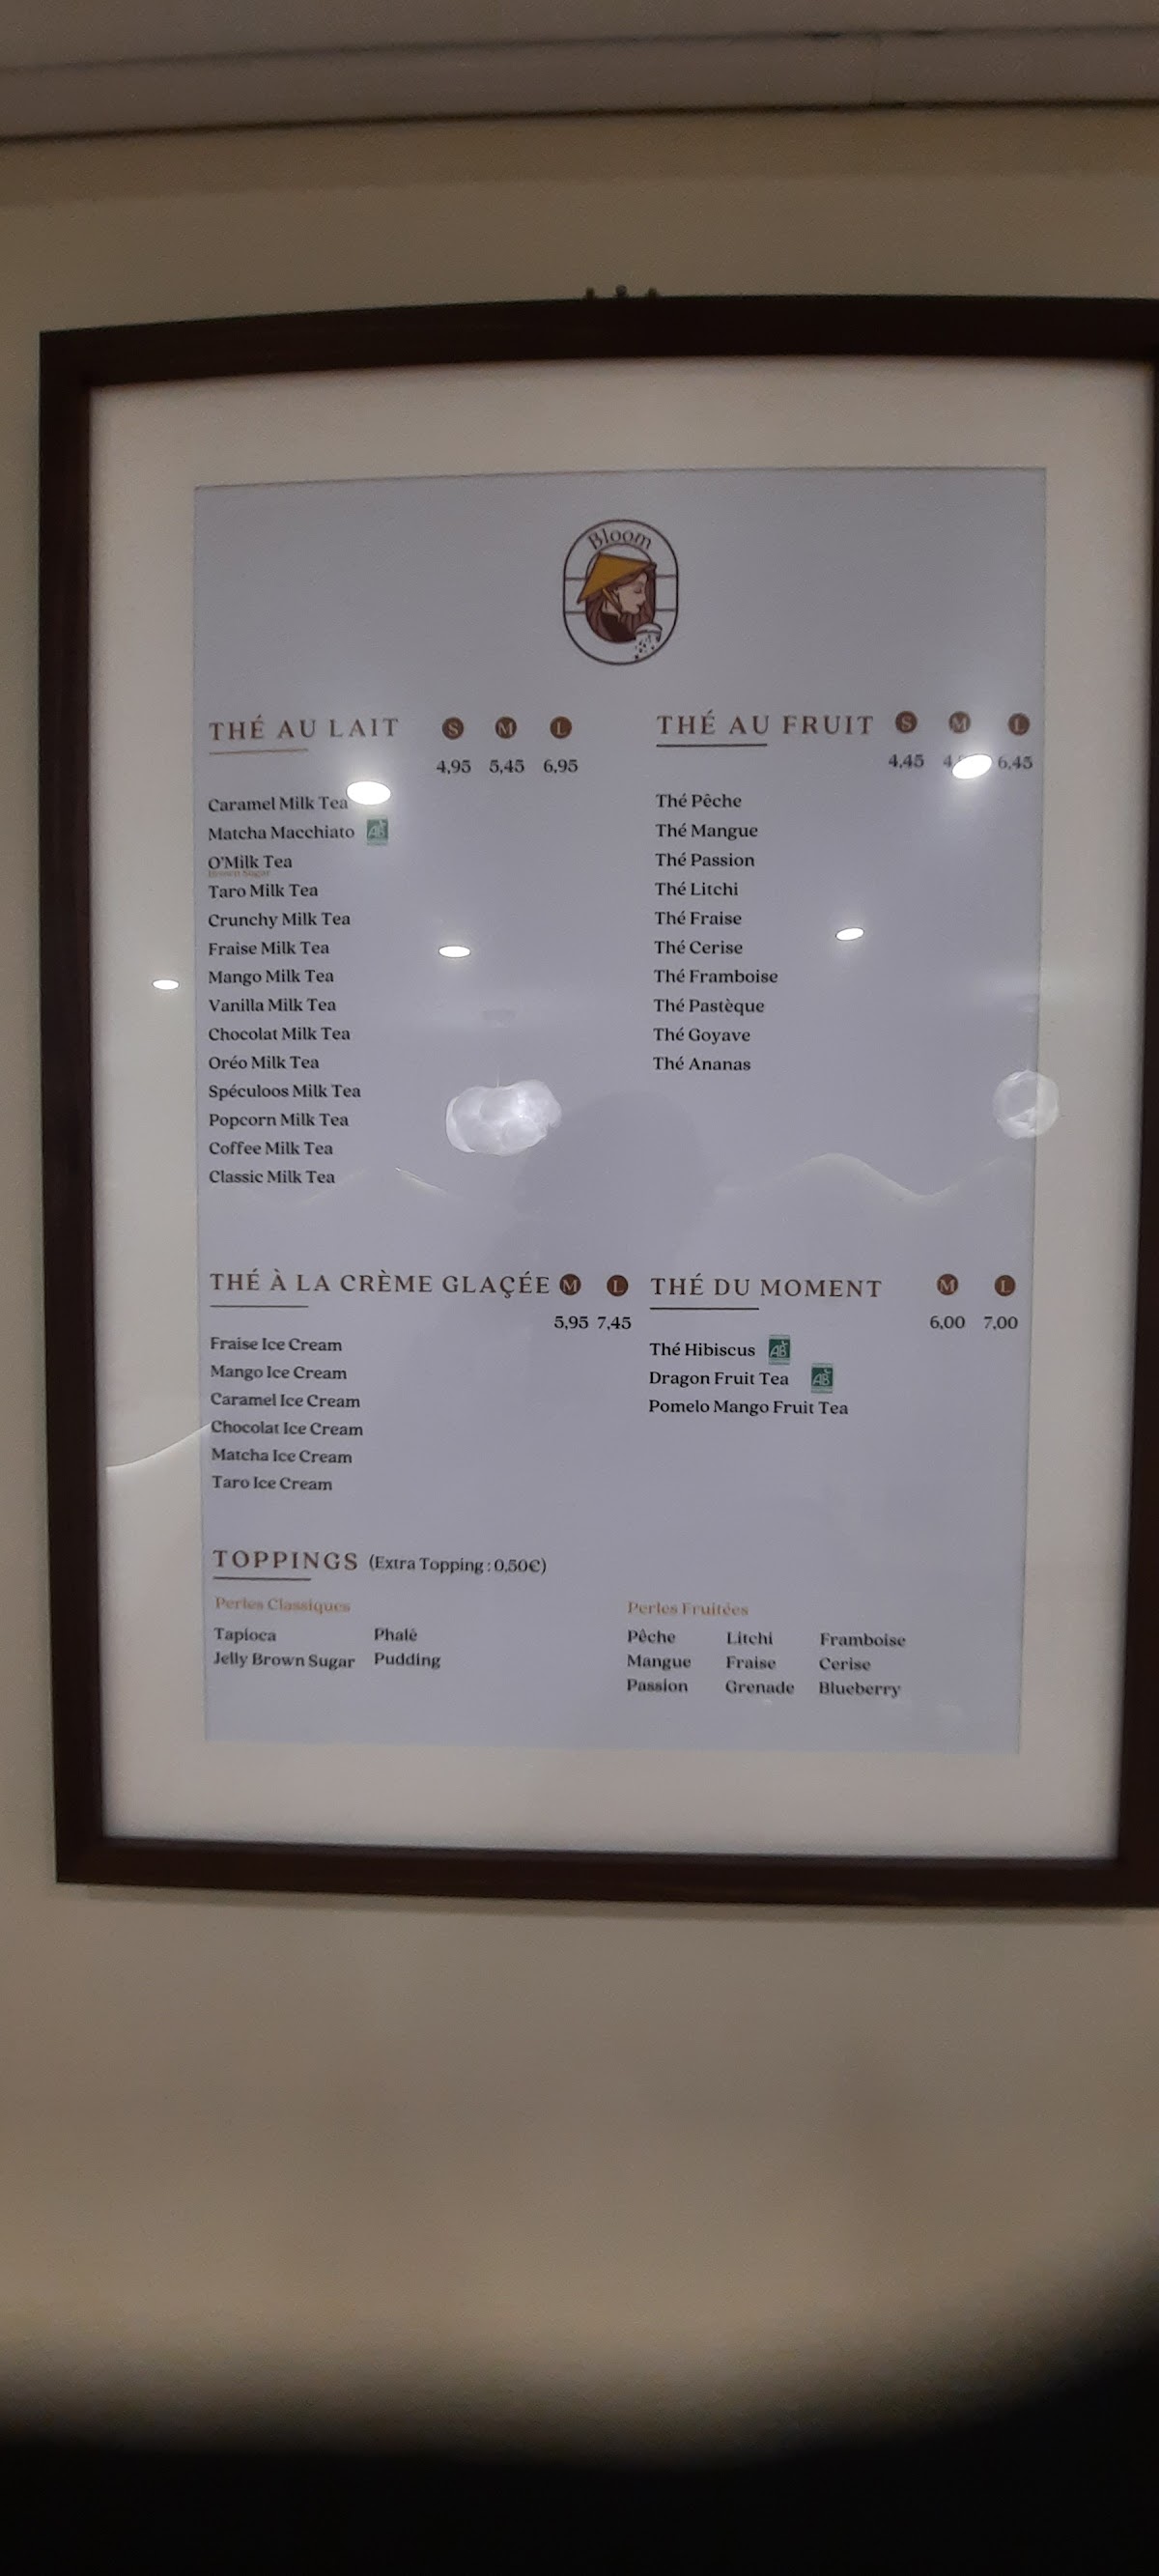 Bloom
THÉ AU LAIT S M L
4,95 5,45 6,95
Caramel Milk Tea
Matcha Macchiato AB
O'Milk Tea
Brown Sugar
Taro Milk Tea
Crunchy Milk Tea
Fraise Milk Tea
Mango Milk Tea
Vanilla Milk Tea
Chocolat Milk Tea
Oréo Milk Tea
Spéculoos Milk Tea
Popcorn Milk Tea
Coffee Milk Tea
Classic Milk Tea
THÉ AU FRUIT S M L
4,45 6,45
Thé Pêche
Thé Mangue
Thé Passion
Thé Litchi
Thé Fraise
Thé Cerise
Thé Framboise
Thé Pastèque
Thé Goyave
Thé Ananas
THÉ À LA CRÈME GLAÇÉE M L
5,95 7,45
Fraise Ice Cream
Mango Ice Cream
Caramel Ice Cream
Chocolat Ice Cream
Matcha Ice Cream
Taro Ice Cream
THÉ DU MOMENT M L
6,00 7,00
Thé Hibiscus AB
Dragon Fruit Tea AB
Pomelo Mango Fruit Tea
TOPPINGS (Extra Topping : 0,50€)
Perles Classiques
Tapioca Phalé
Jelly Brown Sugar Pudding
Perles Fruitées
Pêche Litchi Framboise
Mangue Fraise Cerise
Passion Grenade Blueberry